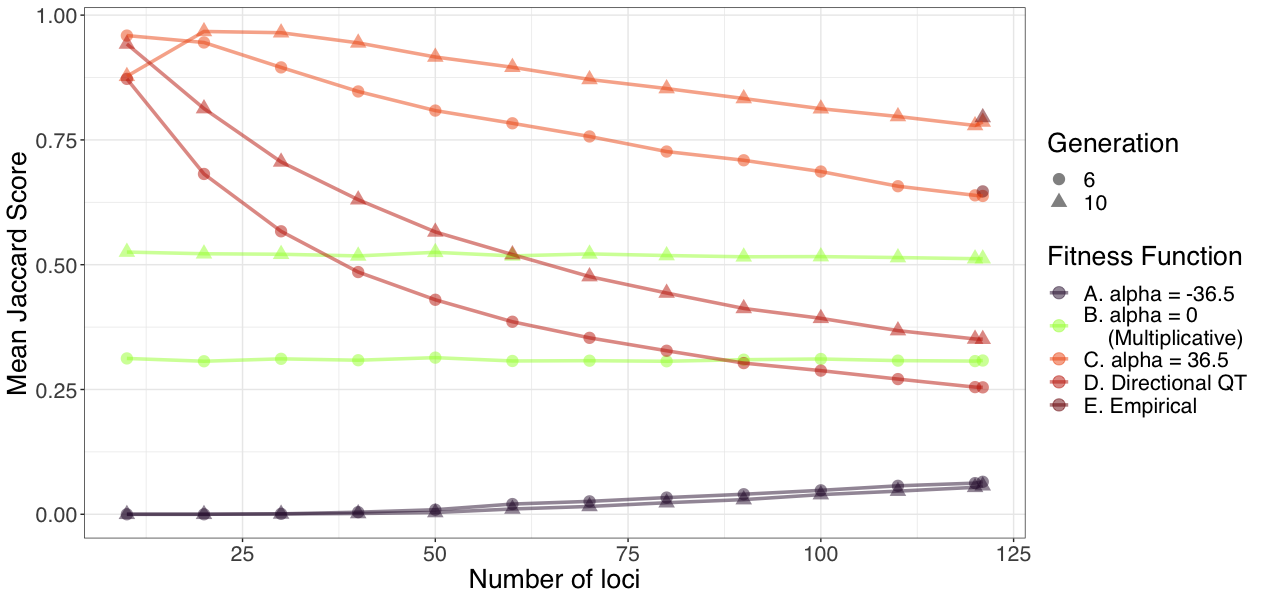 1.00
0.75
0.50
0.25
0.00
Mean Jaccard Score
25
50
75
100
125
Number of loci
Generation
6
10
Fitness Function
A. alpha = -36.5
B. alpha = 0
(Multiplicative)
C. alpha = 36.5
D. Directional QT
E. Empirical